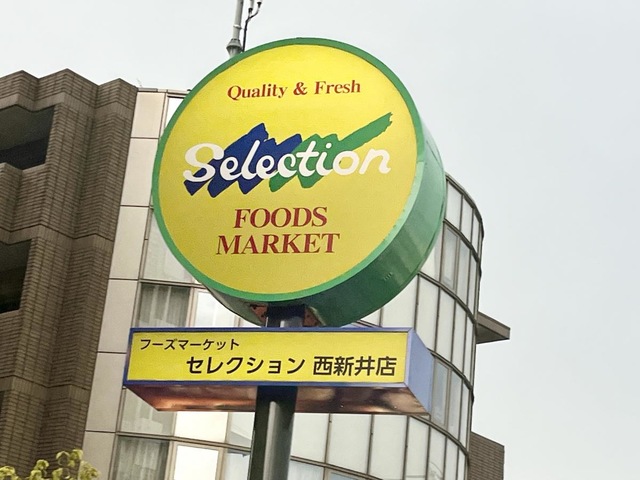 Quality & Fresh
Selection
FOODS
MARKET
フーズマーケット
セレクション 西新井店